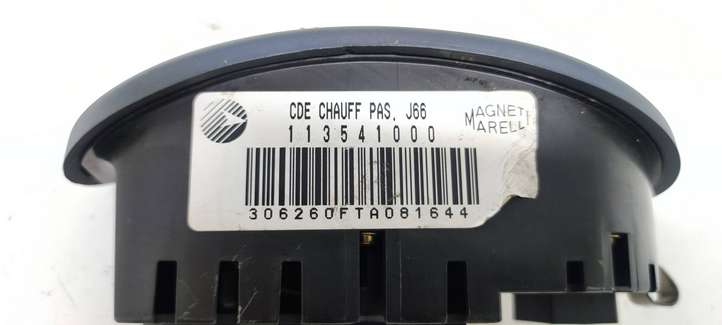 CDE CHAUFF PAS, J66
113541000
MAGNETI
MARELLI
306260FTA081644